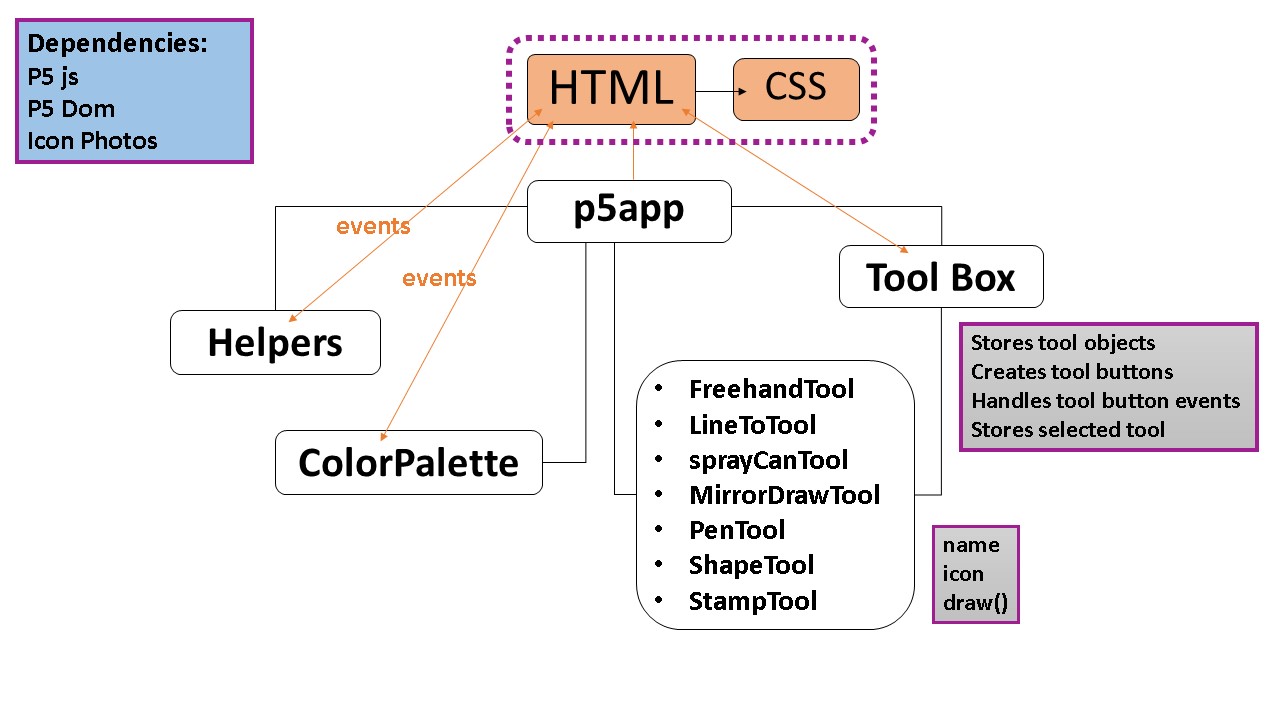 Dependencies:
P5 js
P5 Dom
Icon Photos
HTML
CSS
p5app
events
events
Tool Box
Helpers
Stores tool objects
Creates tool buttons
Handles tool button events
Stores selected tool
ColorPalette
• FreehandTool
• LineToTool
• sprayCanTool
• MirrorDrawTool
• PenTool
• ShapeTool
• StampTool
name
icon
draw()